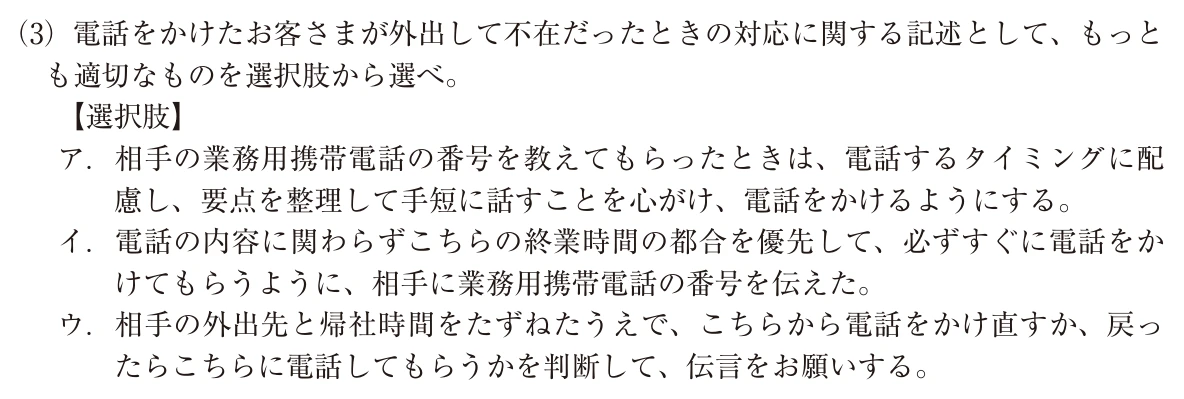 (3) 電話をかけたお客さまが外出して不在だったときの対応に関する記述として、もっと
も適切なものを選択肢から選べ。
【選択肢】
ア．相手の業務用携帯電話の番号を教えてもらったときは、電話するタイミングに配
慮し、要点を整理して手短に話すことを心がけ、電話をかけるようにする。
イ．電話の内容に関わらずこちらの終業時間の都合を優先して、必ずすぐに電話をか
けてもらうように、相手に業務用携帯電話の番号を伝えた。
ウ．相手の外出先と帰社時間をたずねたうえで、こちらから電話をかけ直すか、戻っ
たらこちらに電話してもらうかを判断して、伝言をお願いする。